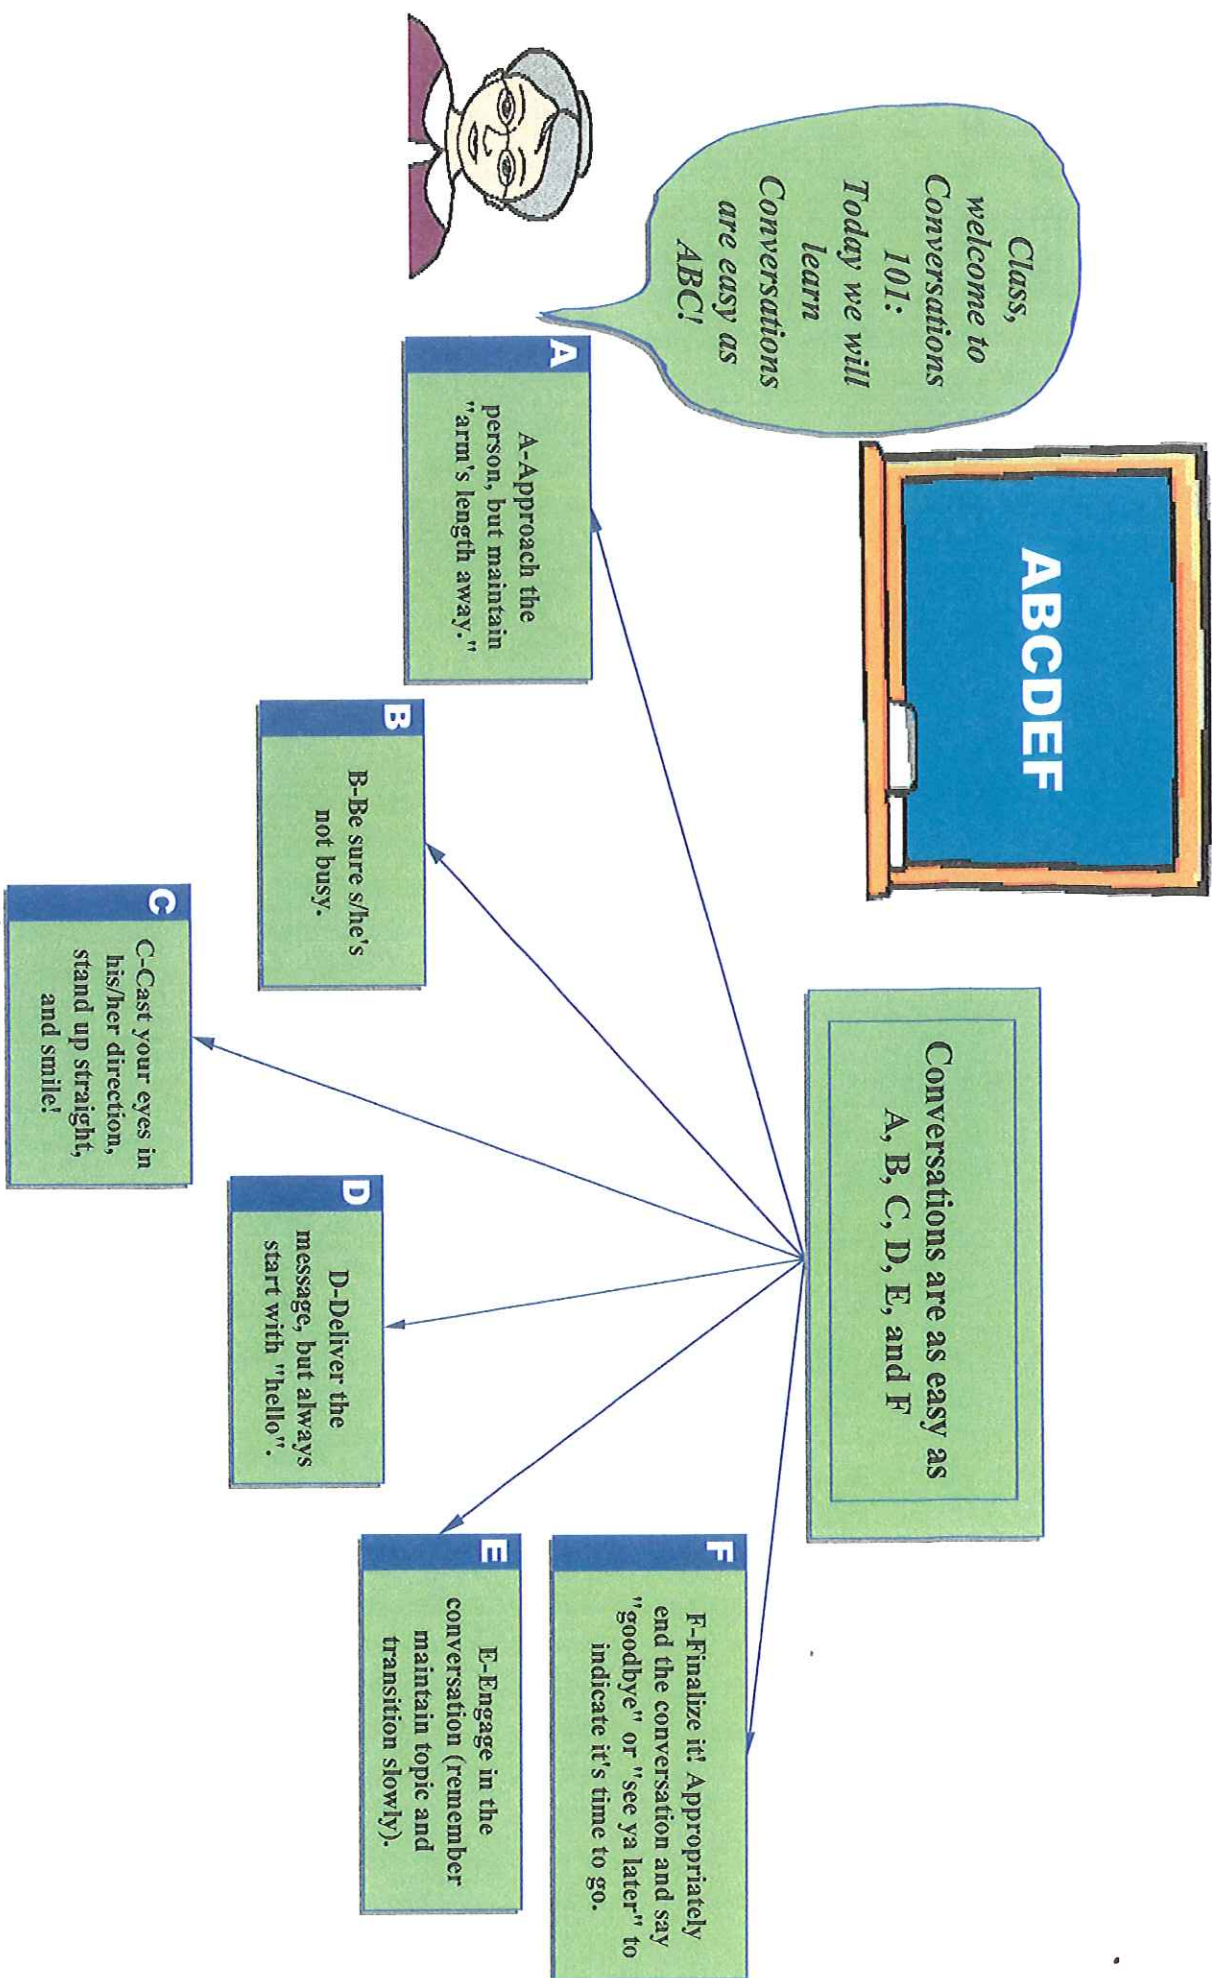 Class,
welcome to
Conversations
101:
Today we will
learn
Conversations
are easy as
ABC!
ABCDEF
Conversations are as easy as
A, B, C, D, E, and F
A
A-Approach the
person, but maintain
"arm's length away."
B
B-Be sure s/he's
not busy.
C
C-Cast your eyes in
his/her direction,
stand up straight,
and smile!
D
D-Deliver the
message, but always
start with "hello".
E
E-Engage in the
conversation (remember
maintain topic and
transition slowly).
F
F-Finalize it! Appropriately
end the conversation and say
"goodbye" or "see ya later" to
indicate it's time to go.